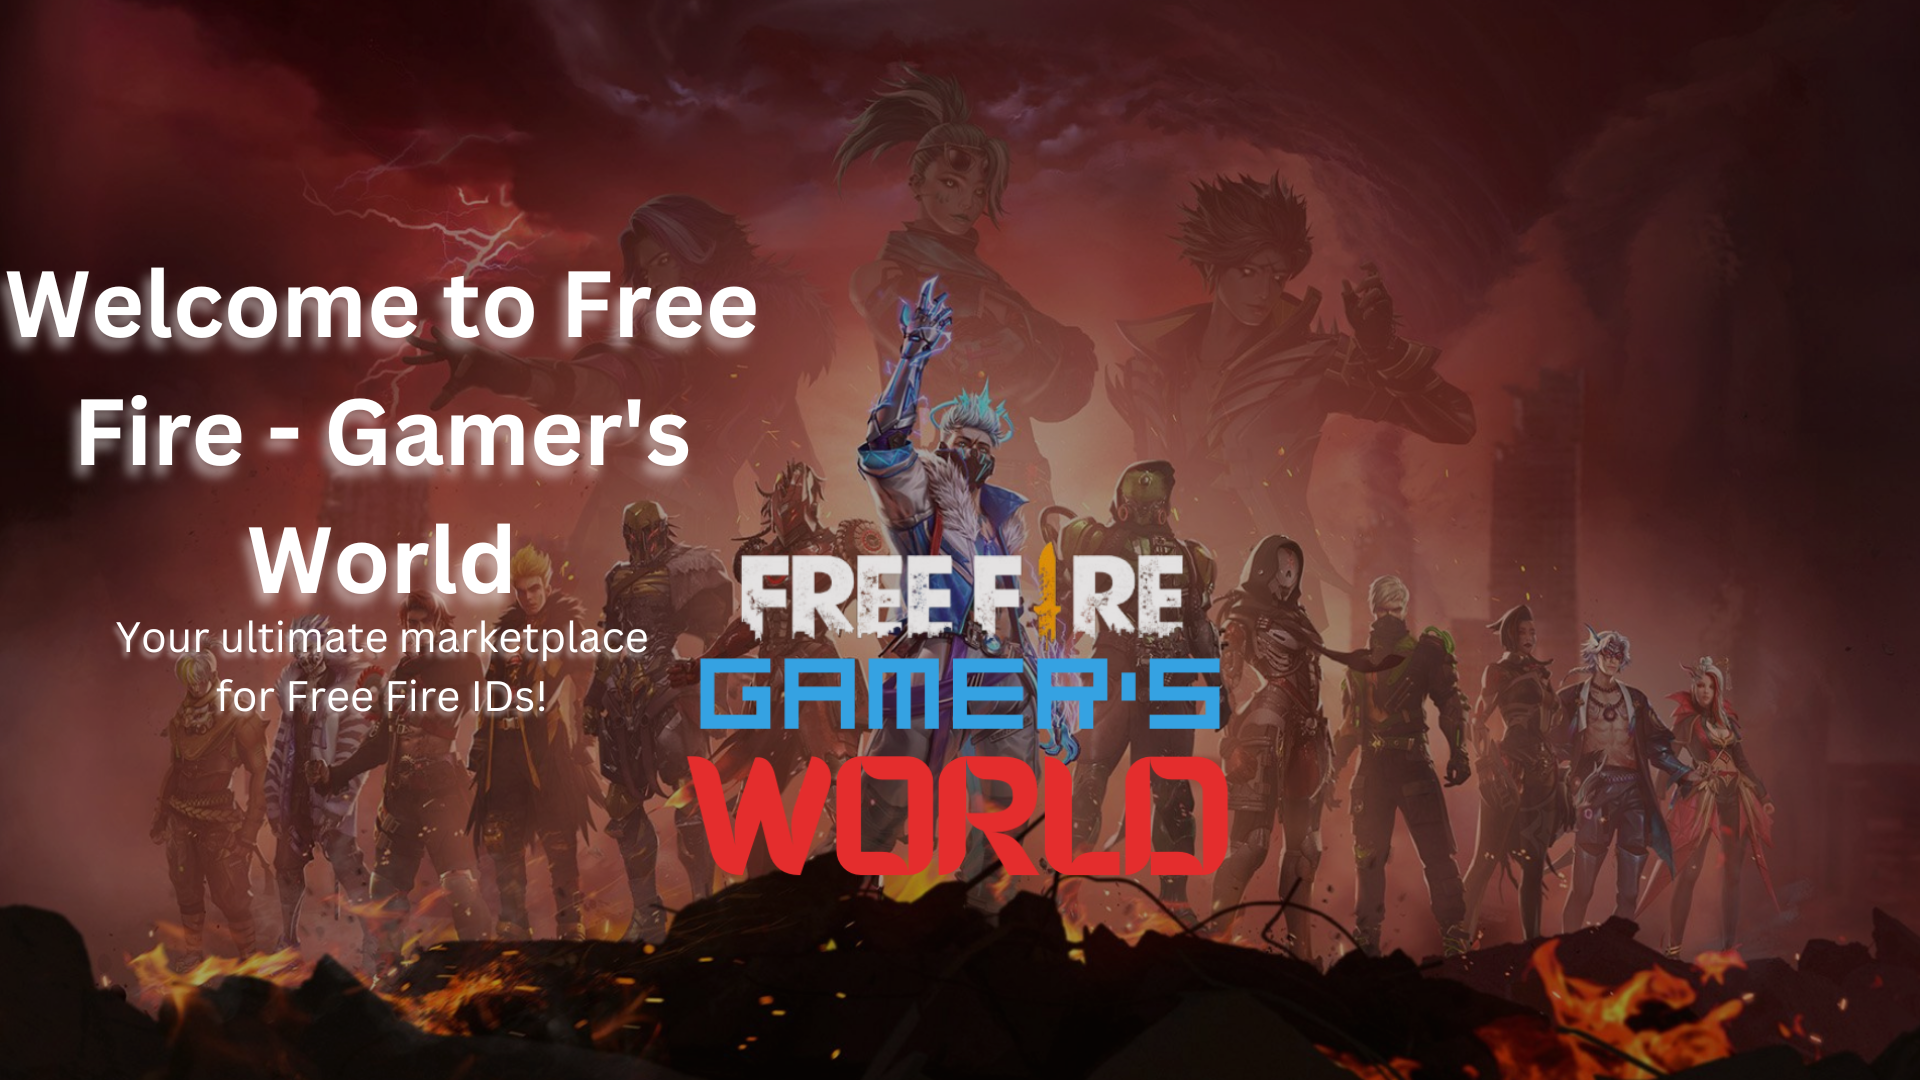 Welcome to Free
Fire - Gamer's
World
Your ultimate marketplace
for Free Fire IDs!
FREE FIRE
GAMER'S
WORLD